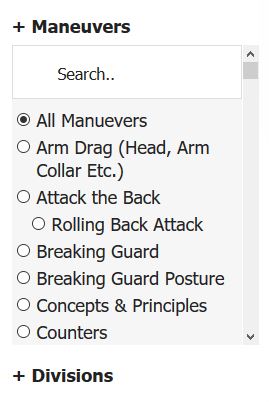 + Maneuvers
Search..
All Manuevers
Arm Drag (Head, Arm
Collar Etc.)
Attack the Back
Rolling Back Attack
Breaking Guard
Breaking Guard Posture
Concepts & Principles
Counters
+ Divisions